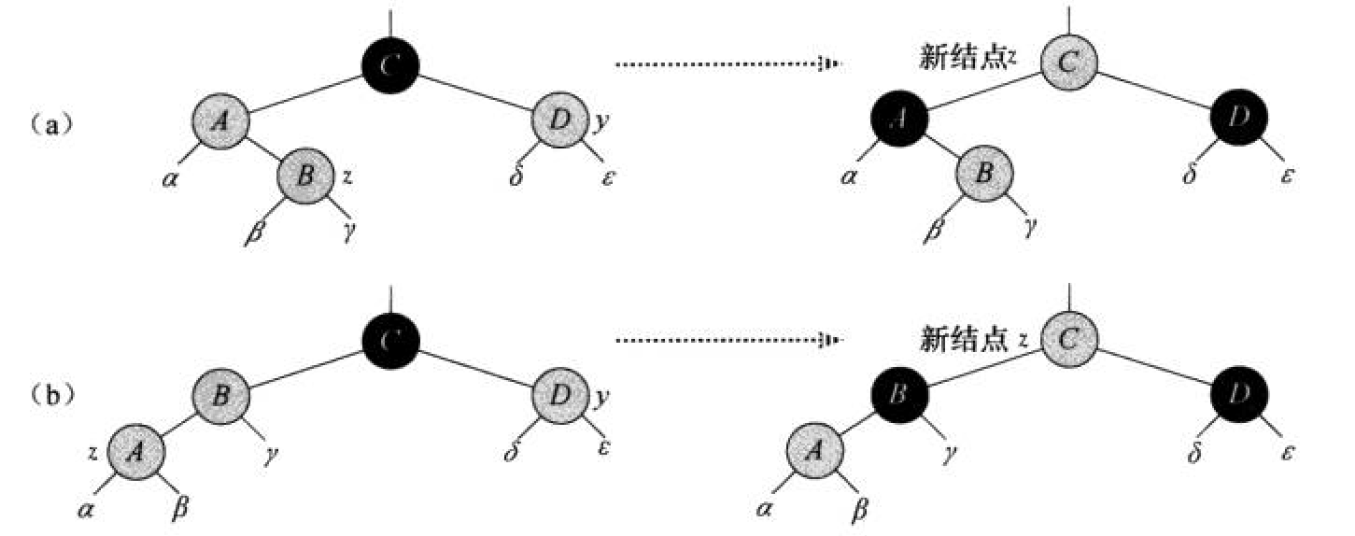 C 新结点z C
(a) A D y A D
B z B
α δ ε α δ ε
β γ β γ
C 新结点 z C
(b) B D y B D
z A A
γ δ ε γ δ ε
α β α β